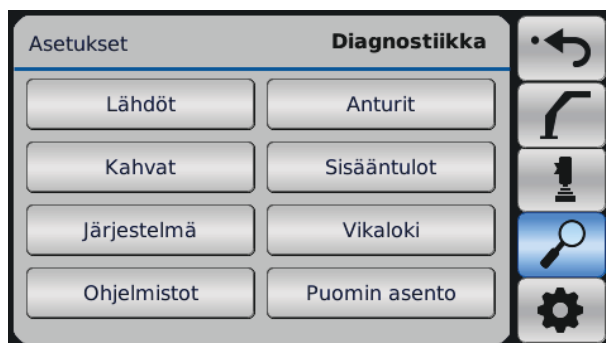 Asetukset Diagnostiikka
Lähdöt Anturit
Kahvat Sisääntulot
Järjestelmä Vikaloki
Ohjelmistot Puomin asento